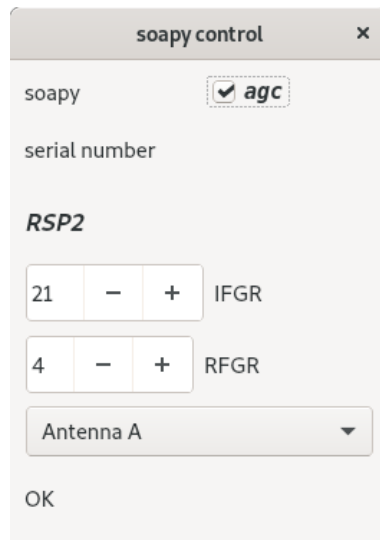 soapy control ×
soapy agc
serial number
RSP2
21 − + IFGR
4 − + RFGR
Antenna A
OK